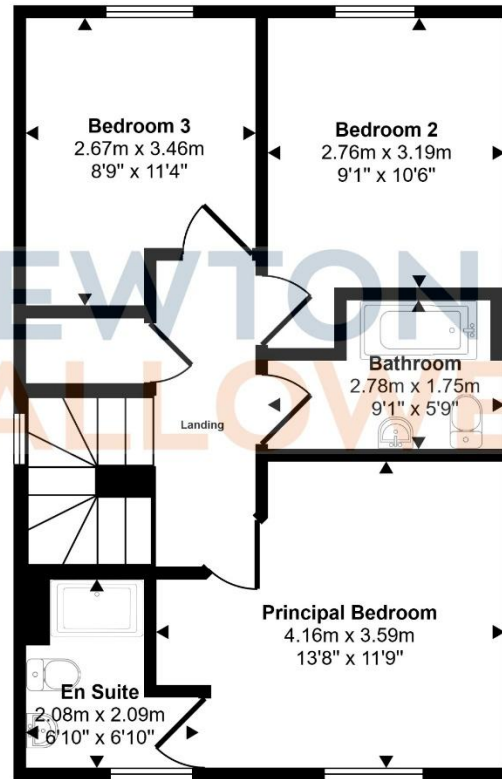 Bedroom 3
2.67m x 3.46m
8'9" x 11'4"
Bedroom 2
2.76m x 3.19m
9'1" x 10'6"
EWTON
ALLOWE
Bathroom
2.78m x 1.75m
9'1" x 5'9"
Landing
Principal Bedroom
4.16m x 3.59m
13'8" x 11'9"
En Suite
2.08m x 2.09m
6'10" x 6'10"